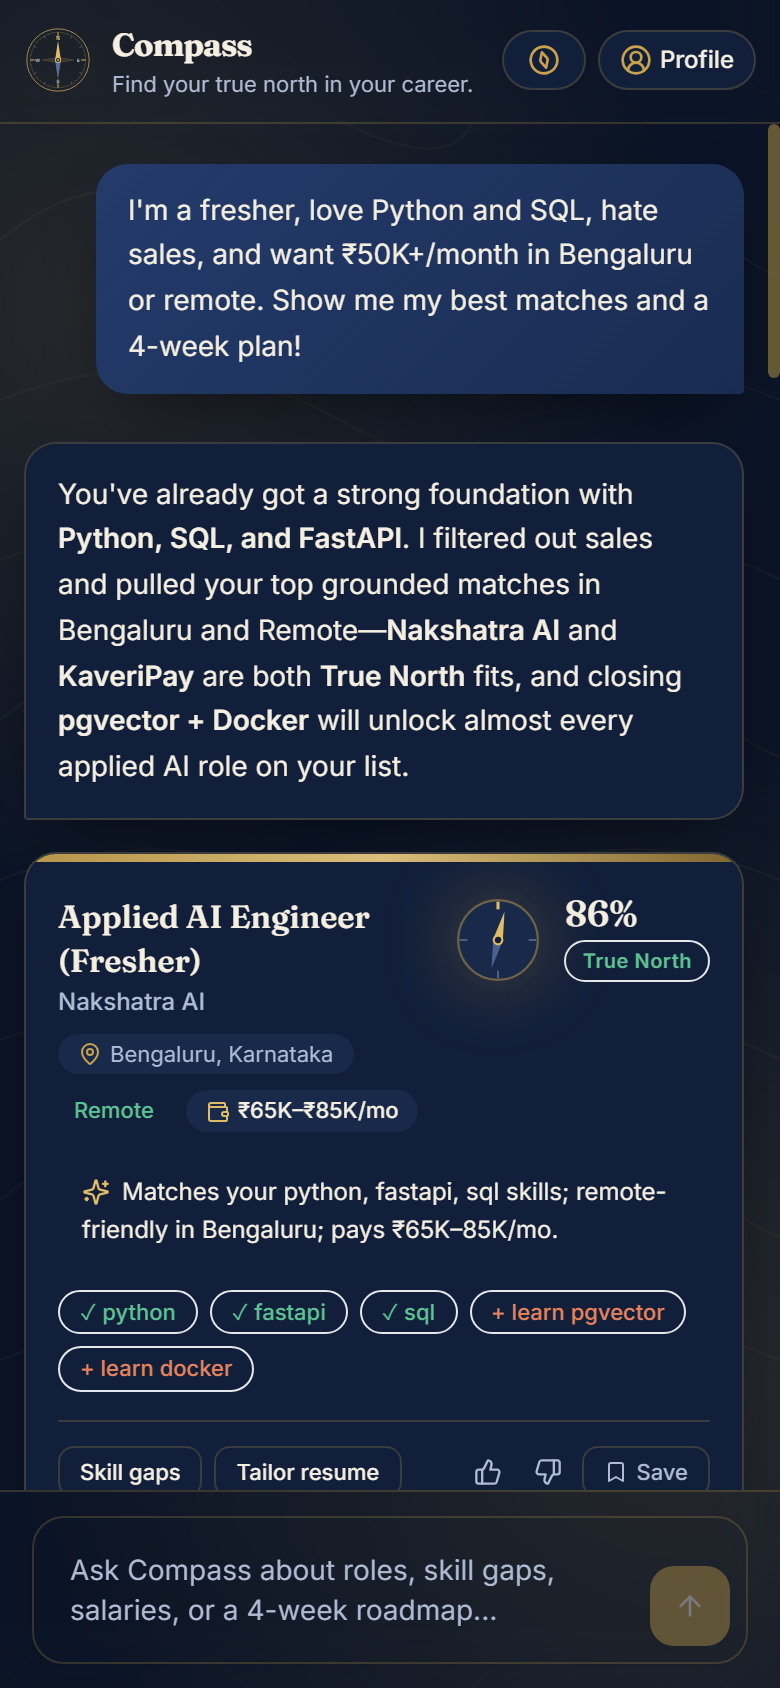 Compass
Find your true north in your career.
Profile
I'm a fresher, love Python and SQL, hate
sales, and want ₹50K+/month in Bengaluru
or remote. Show me my best matches and a
4-week plan!
You've already got a strong foundation with
Python, SQL, and FastAPI. I filtered out sales
and pulled your top grounded matches in
Bengaluru and Remote—Nakshatra AI and
KaveriPay are both True North fits, and closing
pgvector + Docker will unlock almost every
applied AI role on your list.
Applied AI Engineer
(Fresher)
86%
True North
Nakshatra AI
Bengaluru, Karnataka
Remote
₹65K–₹85K/mo
Matches your python, fastapi, sql skills; remote-
friendly in Bengaluru; pays ₹65K–85K/mo.
✓ python ✓ fastapi ✓ sql + learn pgvector
+ learn docker
Skill gaps Tailor resume Save
Ask Compass about roles, skill gaps,
salaries, or a 4-week roadmap...